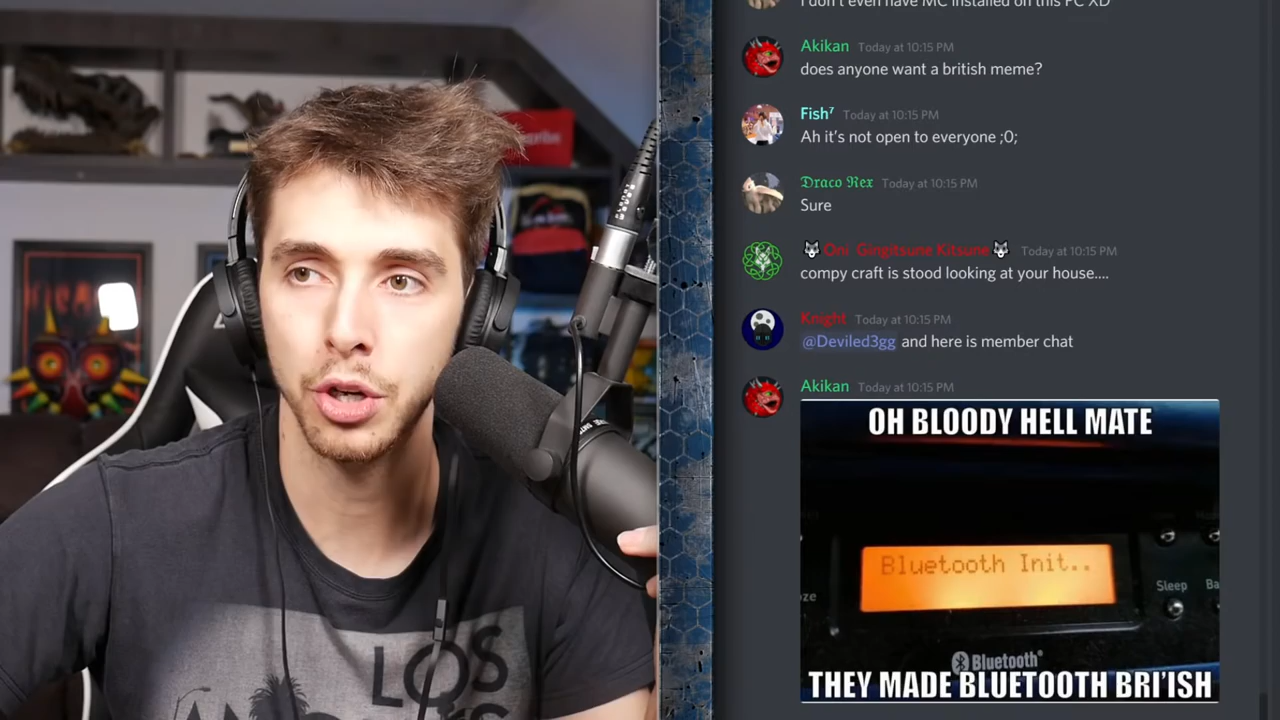 I don't even have MC installed on this PC XD
Akikan Today at 10:15 PM
does anyone want a british meme?
Fish⁷ Today at 10:15 PM
Ah it's not open to everyone ;0;
𝕯𝖗𝖆𝖈𝖔 𝕽𝖊𝖝 Today at 10:15 PM
Sure
Oni Gingitsune Kitsune Today at 10:15 PM
compy craft is stood looking at your house....
Knight Today at 10:15 PM
@Deviled3gg and here is member chat
Akikan Today at 10:15 PM
OH BLOODY HELL MATE
Bluetooth Init..
Sleep
Bluetooth
THEY MADE BLUETOOTH BRI'ISH
LOS